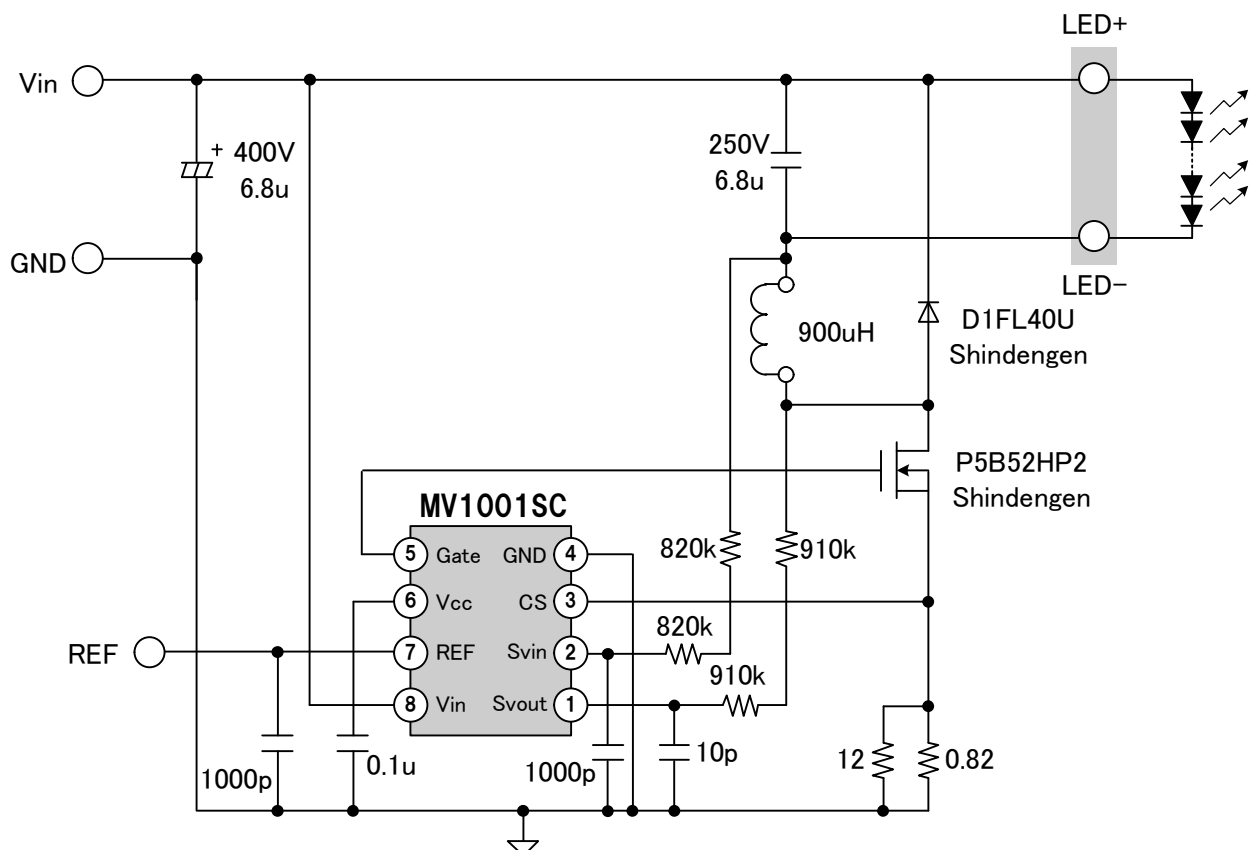 LED+
Vin
+ 400V
6.8u
250V
6.8u
GND
LED-
900uH
D1FL40U
Shindengen
P5B52HP2
Shindengen
MV1001SC
820k
910k
5 Gate GND 4
6 Vcc CS 3
820k
REF
7 REF Svin 2
910k
8 Vin Svout 1
1000p
0.1u
1000p
10p
12
0.82